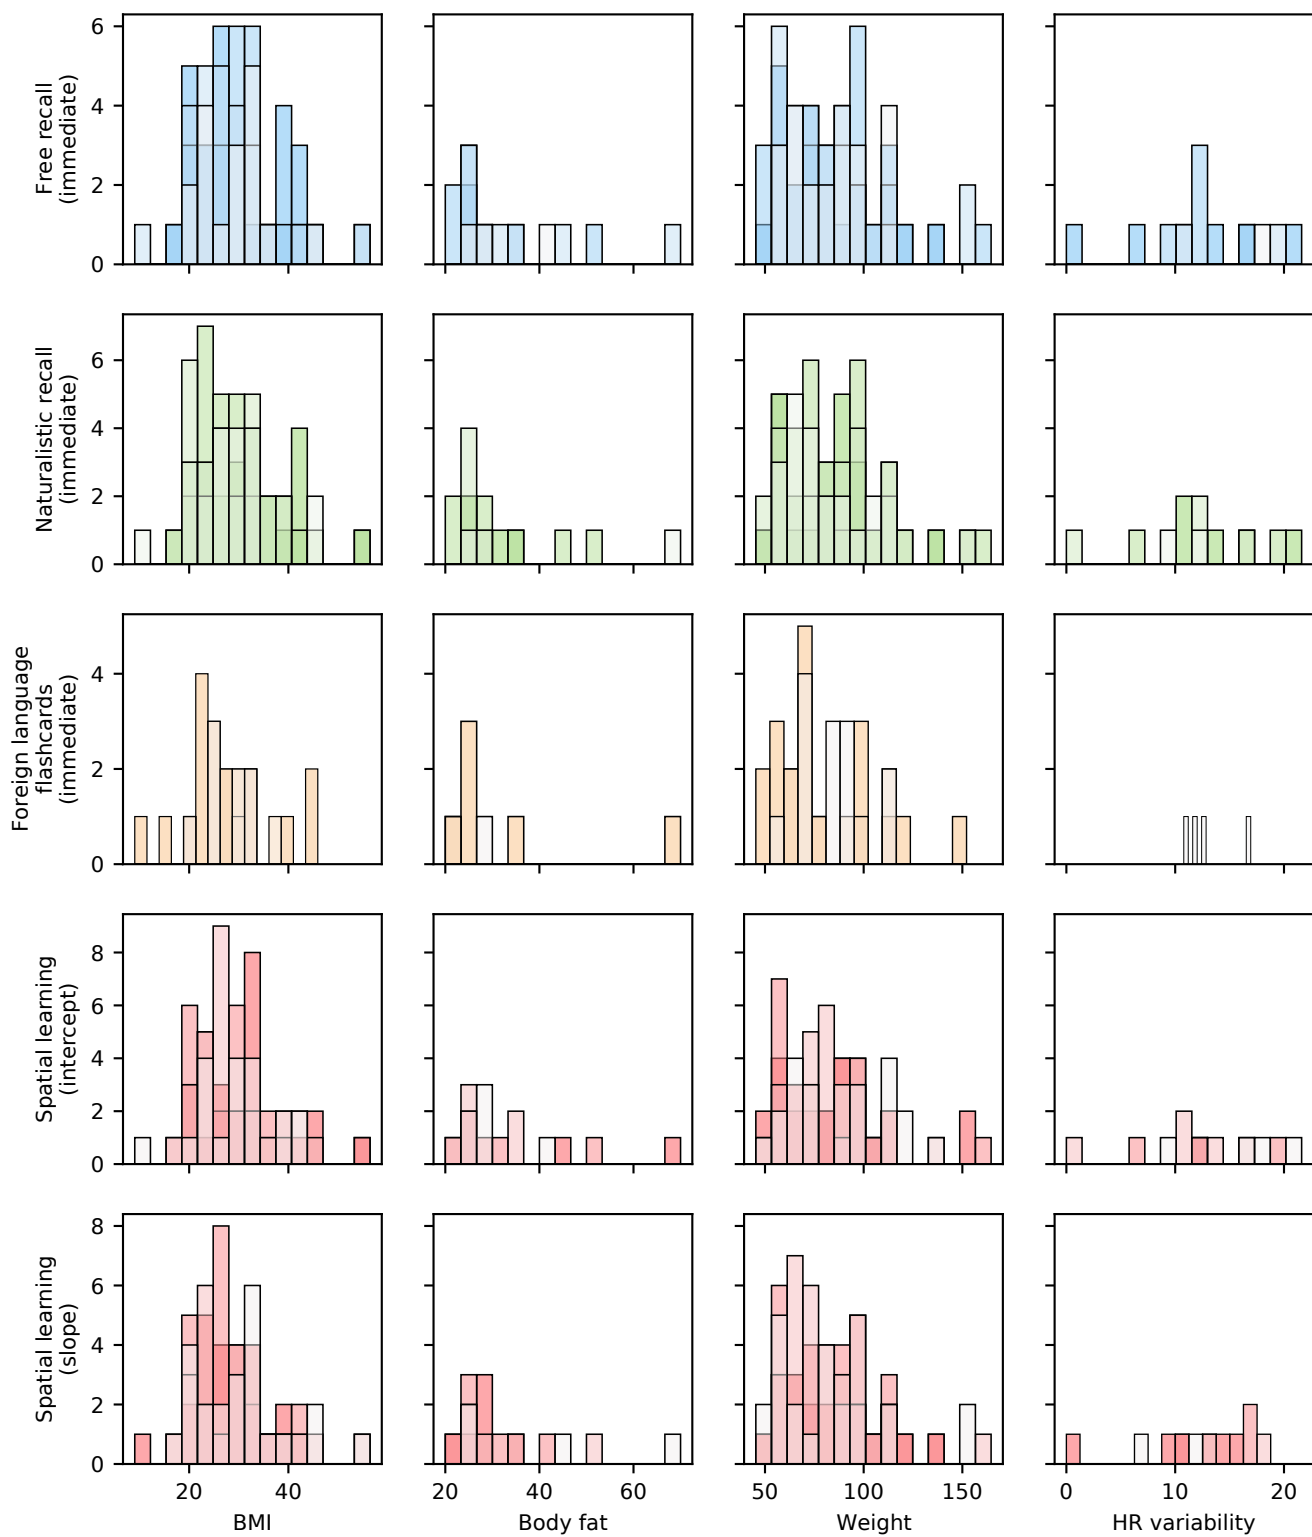 Free recall
(immediate)
0
2
4
6
Naturalistic recall
(immediate)
0
2
4
6
Foreign language
flashcards
(immediate)
0
2
4
Spatial learning
(intercept)
0
2
4
6
8
Spatial learning
(slope)
0
2
4
6
8
20 40
BMI
20 40 60
Body fat
50 100 150
Weight
0 10 20
HR variability